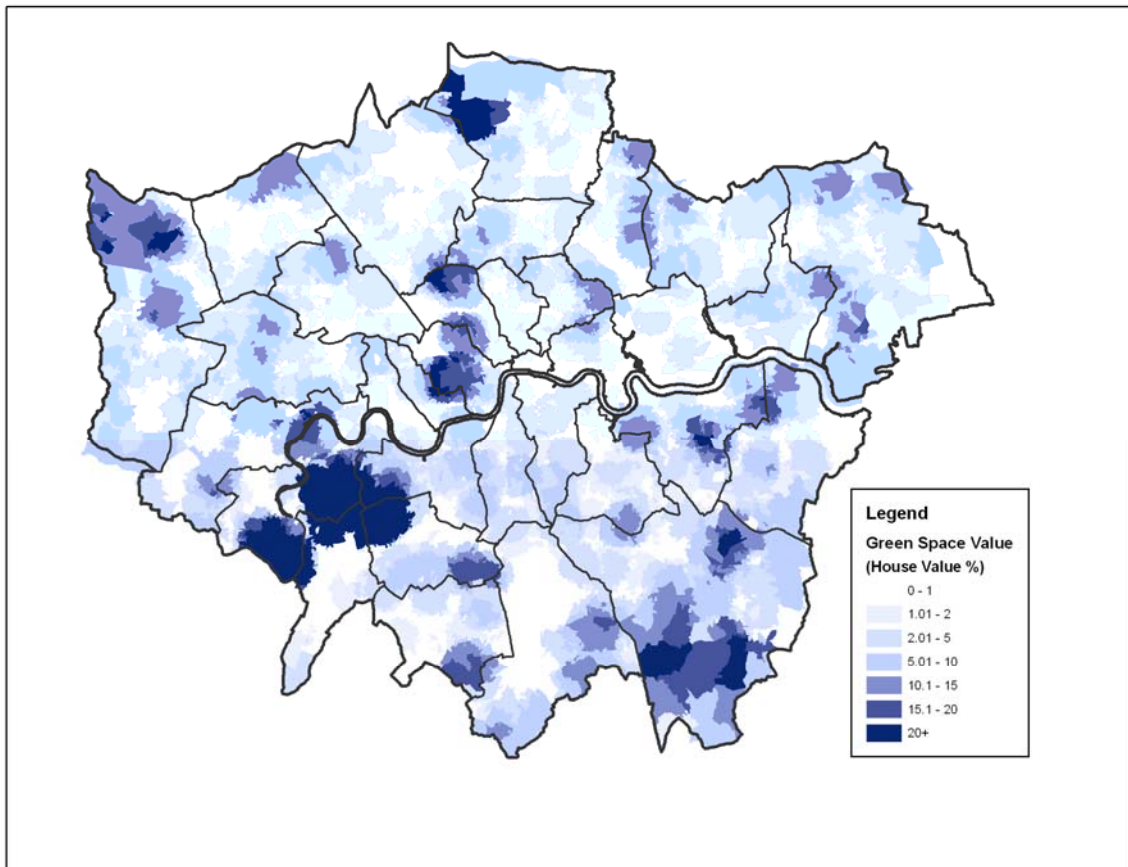 Legend
Green Space Value
(House Value %)
0 - 1
1.01 - 2
2.01 - 5
5.01 - 10
10.1 - 15
15.1 - 20
20+